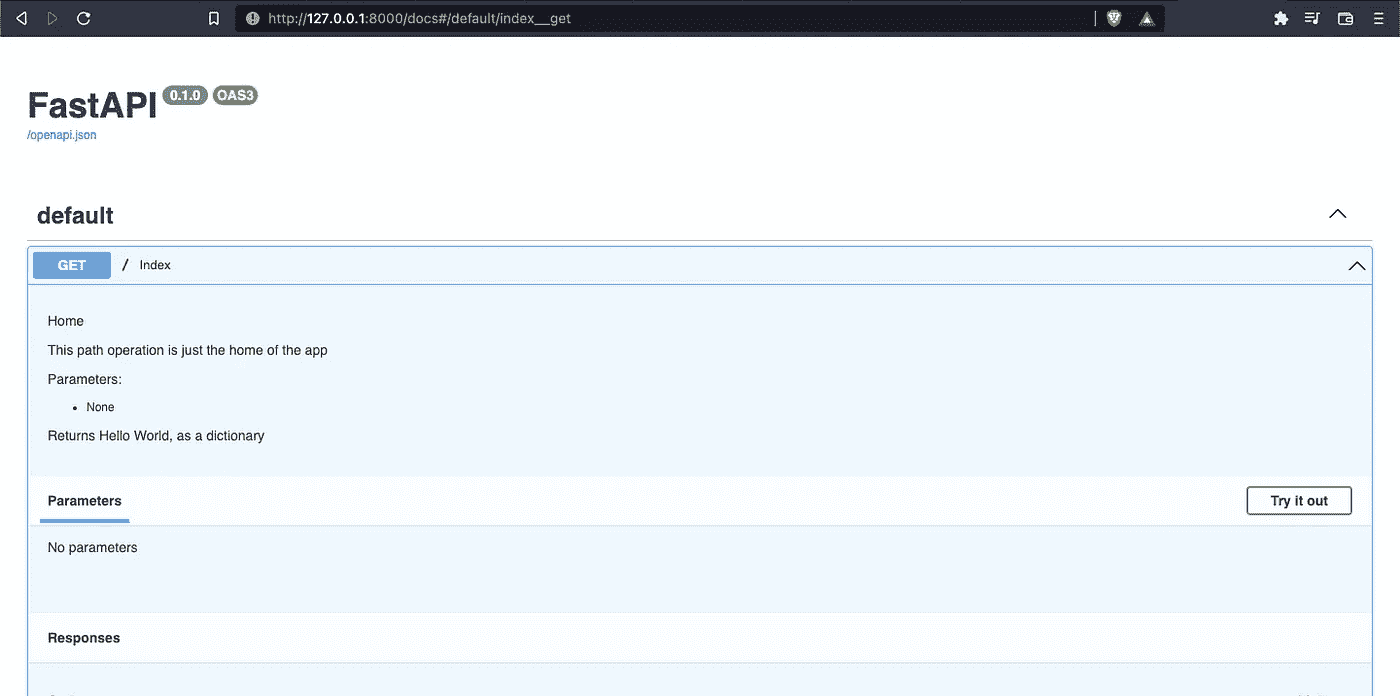 http://127.0.0.1:8000/docs#/default/index__get
FastAPI 0.1.0 OAS3
/openapi.json
default
GET / Index
Home
This path operation is just the home of the app
Parameters:
• None
Returns Hello World, as a dictionary
Parameters
Try it out
No parameters
Responses